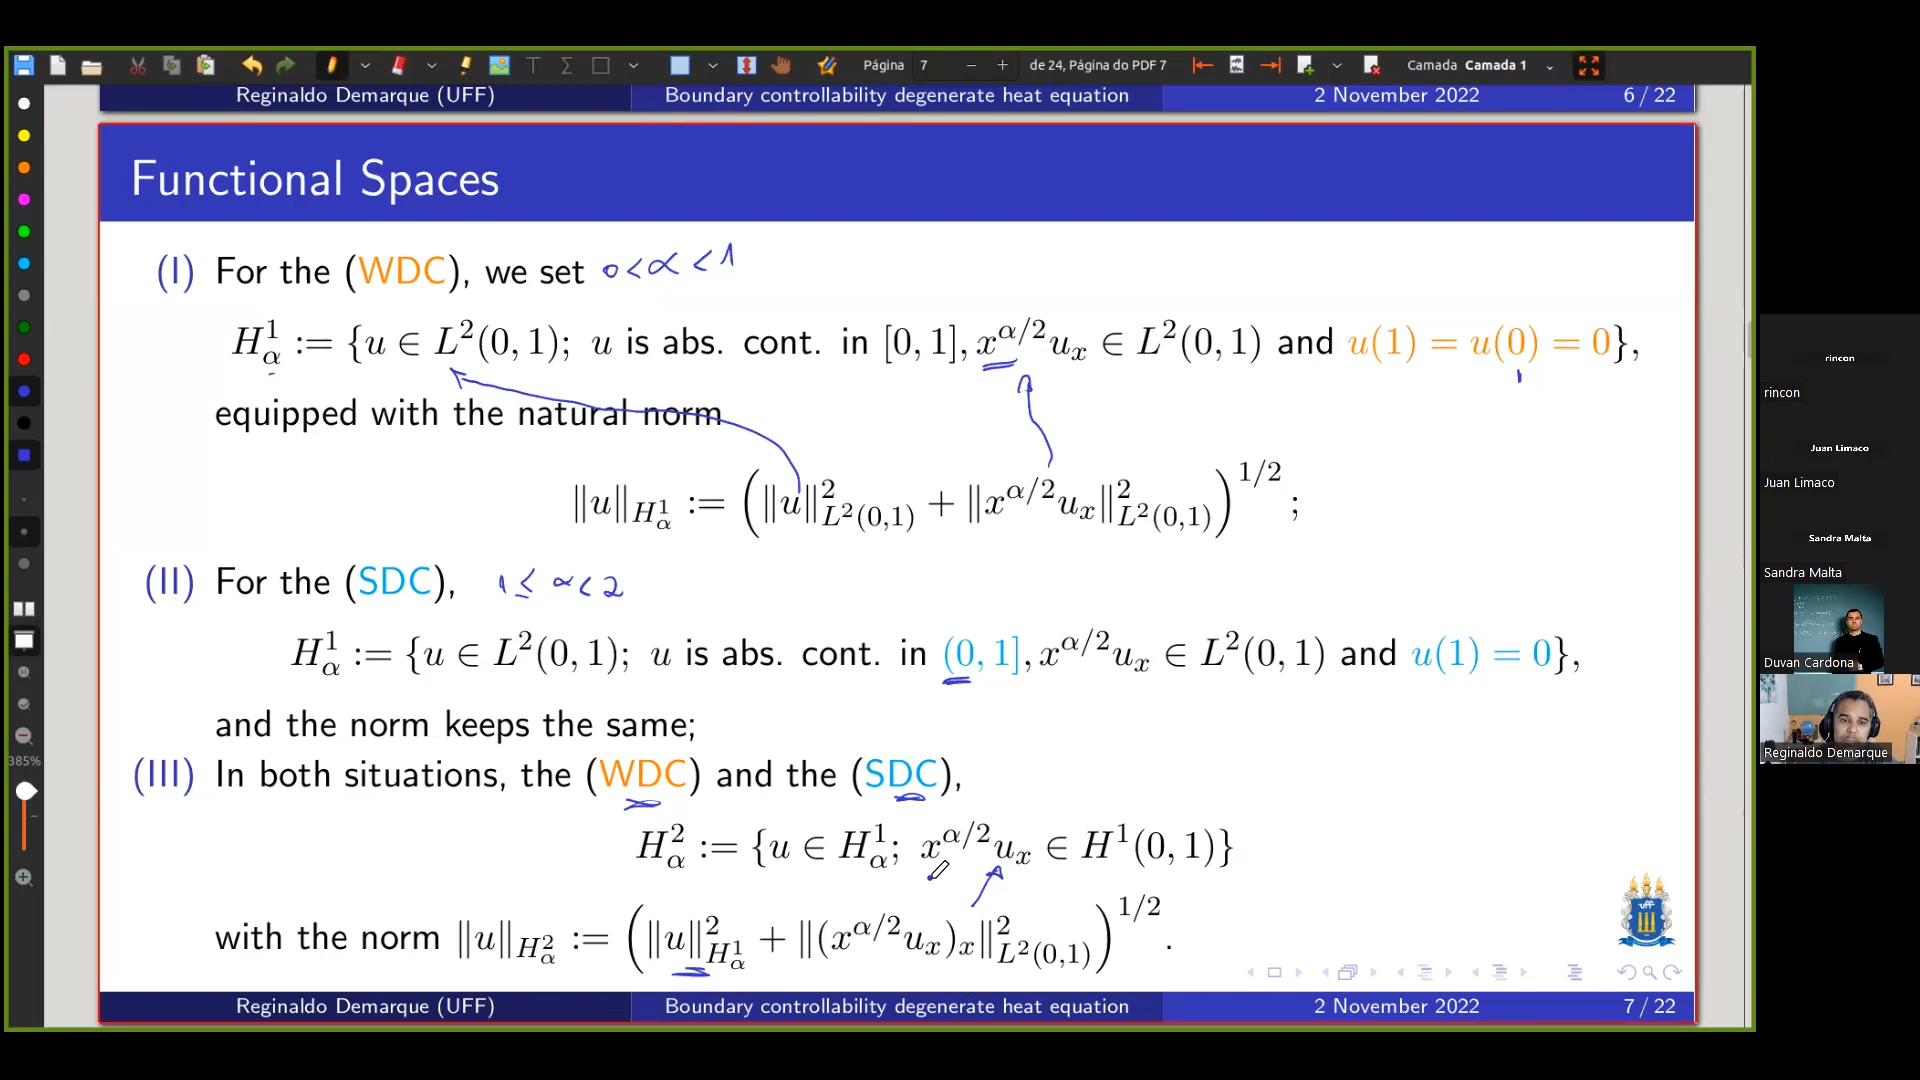 Página 7 − + de 24, Página do PDF 7 Camada Camada 1
Reginaldo Demarque (UFF) Boundary controllability degenerate heat equation 2 November 2022 6 / 22
Functional Spaces
(I) For the (WDC), we set 0 < α < 1
H¹_α := {u ∈ L²(0, 1); u is abs. cont. in [0, 1], x^{α/2}u_x ∈ L²(0, 1) and u(1) = u(0) = 0},
equipped with the natural norm
‖u‖_{H¹_α} := (‖u‖²_{L²(0,1)} + ‖x^{α/2}u_x‖²_{L²(0,1)})^{1/2};
(II) For the (SDC), 1 ≤ α < 2
H¹_α := {u ∈ L²(0, 1); u is abs. cont. in (0, 1], x^{α/2}u_x ∈ L²(0, 1) and u(1) = 0},
and the norm keeps the same;
(III) In both situations, the (WDC) and the (SDC),
H²_α := {u ∈ H¹_α; x^{α/2}u_x ∈ H¹(0, 1)}
with the norm ‖u‖_{H²_α} := (‖u‖²_{H¹_α} + ‖(x^{α/2}u_x)_x‖²_{L²(0,1)})^{1/2}.
uff
Reginaldo Demarque (UFF) Boundary controllability degenerate heat equation 2 November 2022 7 / 22
385%
rincon
rincon
Juan Limaco
Juan Limaco
Sandra Malta
Sandra Malta
Duvan Cardona
Reginaldo Demarque